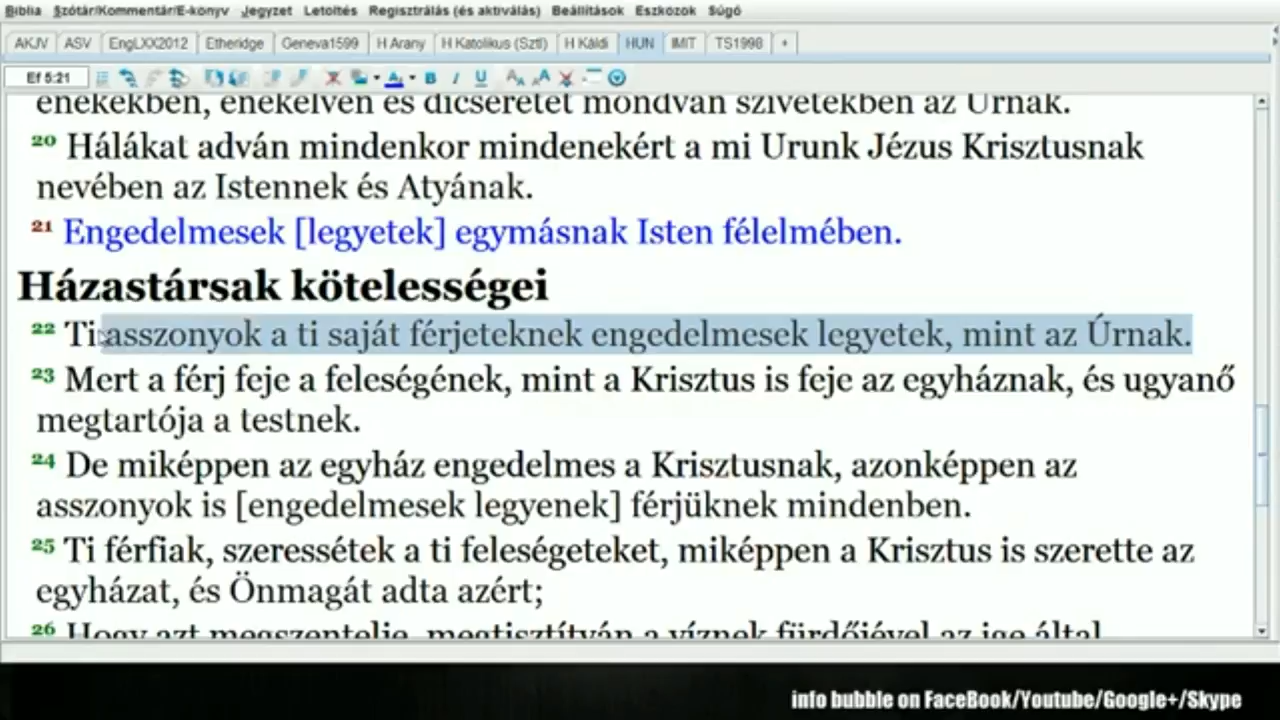 Biblia Szótár/Kommentár/E-könyv Jegyzet Letöltés Regisztrálás (és aktiválás) Beállítások Eszközök Súgó
AKJV ASV EngLXX2012 Etheridge Geneva1599 H Arany H Katolikus (SztI) H Káldi HUN IMIT TS1998 +
Ef 5:21
énekekben, énekelvén és dicséretet mondván szívetekben az Úrnak.
20 Hálákat adván mindenkor mindenekért a mi Urunk Jézus Krisztusnak
nevében az Istennek és Atyának.
21 Engedelmesek [legyetek] egymásnak Isten félelmében.
Házastársak kötelességei
22 Ti asszonyok a ti saját férjeteknek engedelmesek legyetek, mint az Úrnak.
23 Mert a férj feje a feleségének, mint a Krisztus is feje az egyháznak, és ugyanő
megtartója a testnek.
24 De miképpen az egyház engedelmes a Krisztusnak, azonképpen az
asszonyok is [engedelmesek legyenek] férjüknek mindenben.
25 Ti férfiak, szeressétek a ti feleségeteket, miképpen a Krisztus is szerette az
egyházat, és Önmagát adta azért;
26 Hogy azt megszentelje, megtisztítván a víznek fürdőjével az ige által
info bubble on FaceBook/Youtube/Google+/Skype